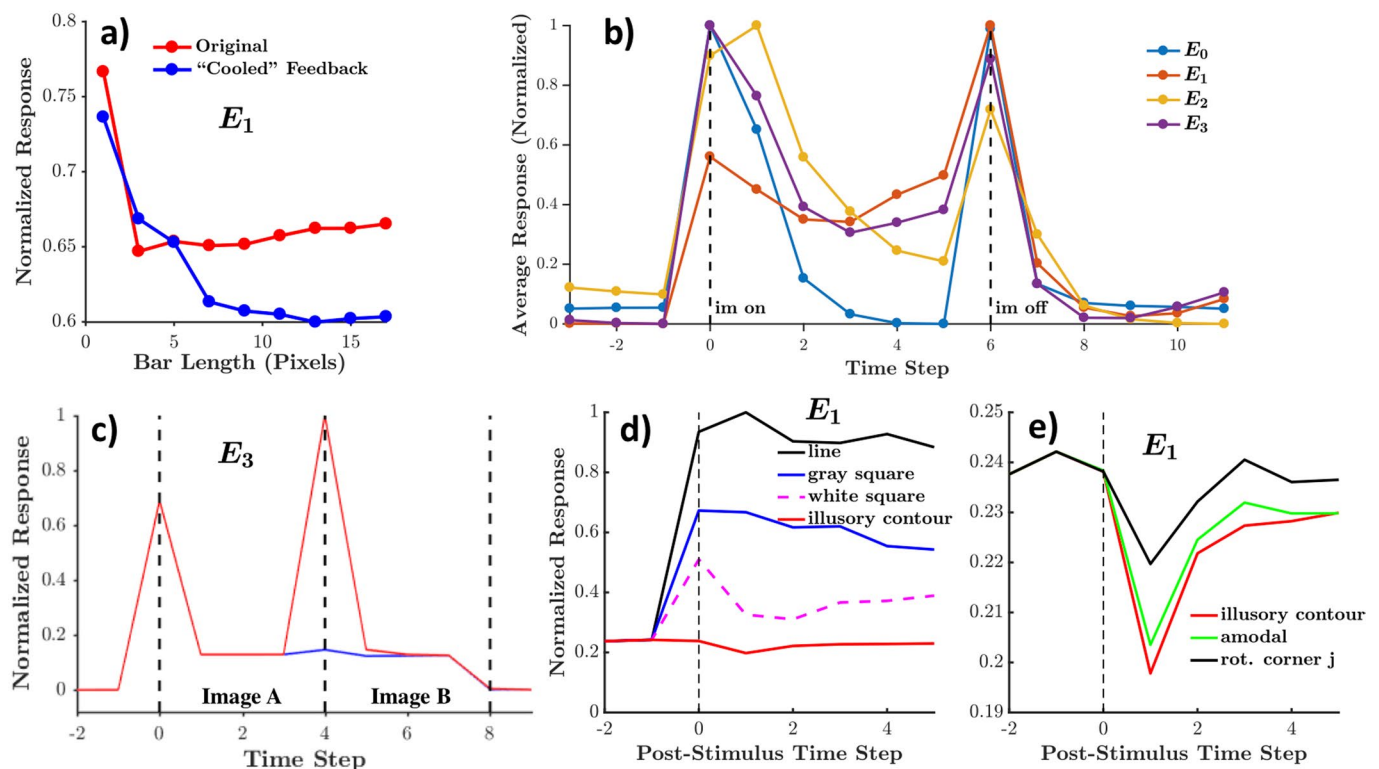 a)
Original
"Cooled" Feedback
E1
Normalized Response
0.8
0.75
0.7
0.65
0.6
0
5
10
15
Bar Length (Pixels)
b)
E0
E1
E2
E3
Average Response (Normalized)
1
0.8
0.6
0.4
0.2
0
im on
im off
-2
0
2
4
6
8
10
Time Step
c)
E3
Normalized Response
1
0.8
0.6
0.4
0.2
0
Image A
Image B
-2
0
2
4
6
8
Time Step
d)
E1
line
gray square
white square
illusory contour
Normalized Response
1
0.8
0.6
0.4
0.2
0
-2
0
2
4
Post-Stimulus Time Step
e)
E1
0.25
0.24
0.23
0.22
0.21
0.2
0.19
illusory contour
amodal
rot. corner j
-2
0
2
4
Post-Stimulus Time Step